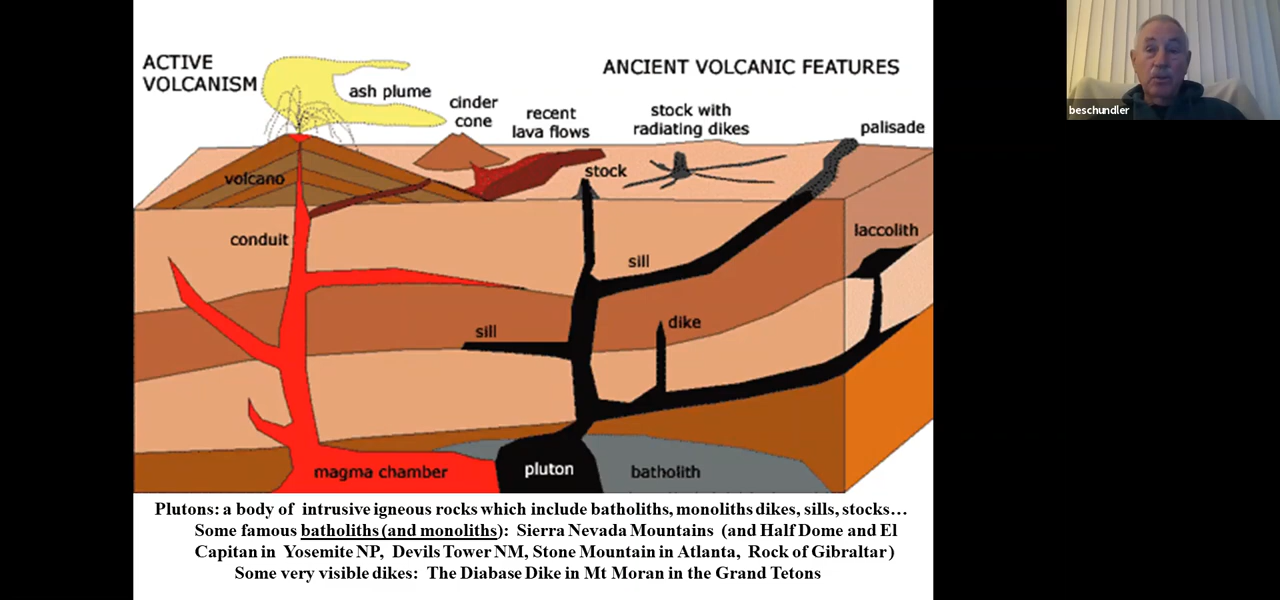 ACTIVE
VOLCANISM
ash plume
cinder
cone
recent
lava flows
ANCIENT VOLCANIC FEATURES
stock with
radiating dikes
palisade
beschundler
volcano
stock
conduit
sill
laccolith
sill
dike
magma chamber
pluton
batholith
Plutons: a body of intrusive igneous rocks which include batholiths, monoliths dikes, sills, stocks…
Some famous batholiths (and monoliths): Sierra Nevada Mountains (and Half Dome and El
Capitan in Yosemite NP, Devils Tower NM, Stone Mountain in Atlanta, Rock of Gibraltar)
Some very visible dikes: The Diabase Dike in Mt Moran in the Grand Tetons